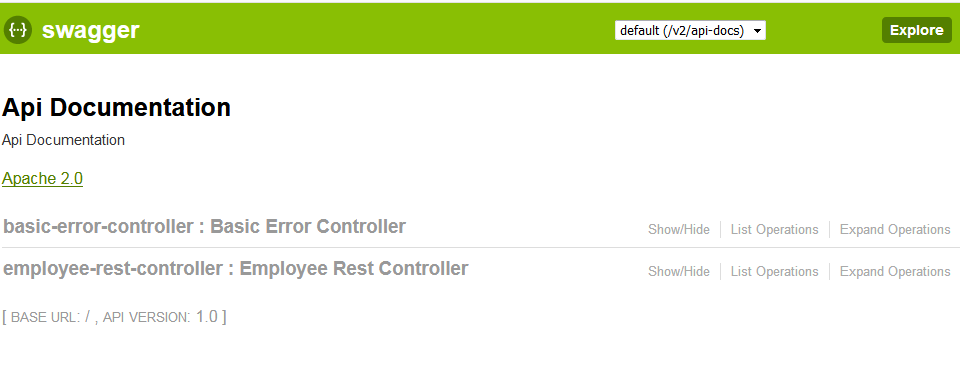 {···} swagger default (/v2/api-docs) Explore
Api Documentation
Api Documentation
Apache 2.0
basic-error-controller : Basic Error Controller Show/Hide List Operations Expand Operations
employee-rest-controller : Employee Rest Controller Show/Hide List Operations Expand Operations
[ BASE URL: / , API VERSION: 1.0 ]